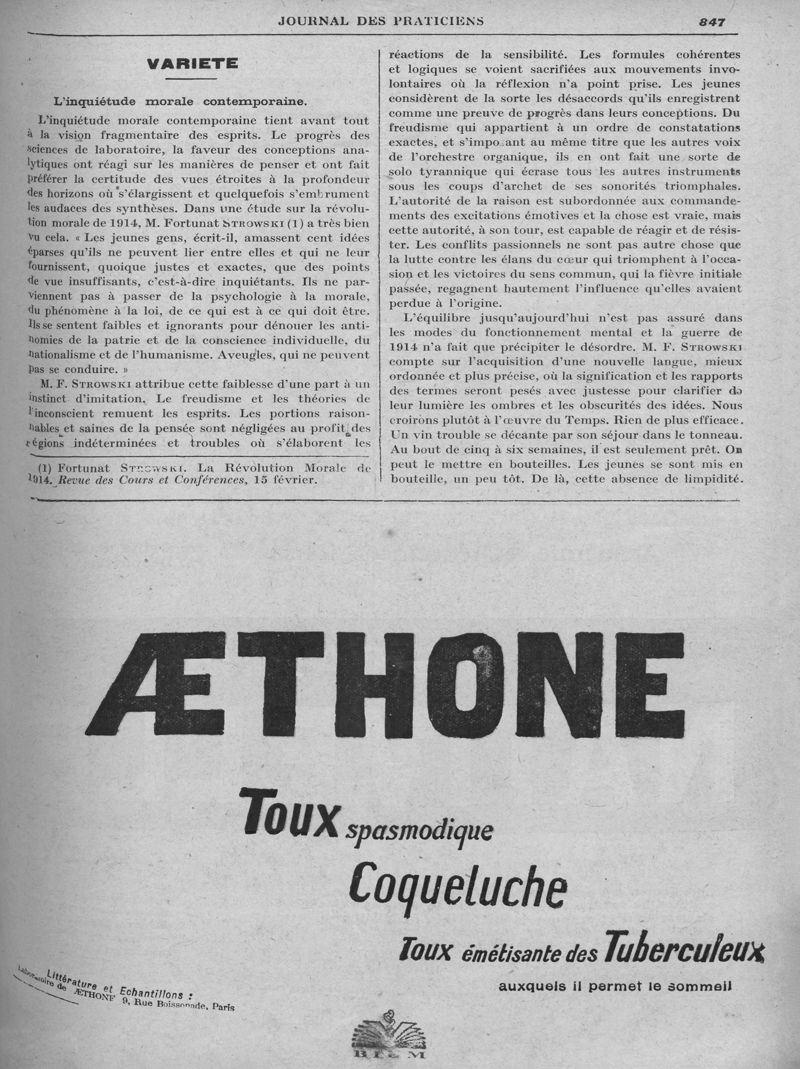 JOURNAL DES PRATICIENS 847
VARIETE
L'inquiétude morale contemporaine.
L'inquiétude morale contemporaine tient avant tout
à la vision fragmentaire des esprits. Le progrès des
sciences de laboratoire, la faveur des conceptions ana-
lytiques ont réagi sur les manières de penser et ont fait
préférer la certitude des vues étroites à la profondeur
des horizons où s'élargissent et quelquefois s'embrument
les audaces des synthèses. Dans une étude sur la révolu-
tion morale de 1914, M. Fortunat STROWSKI (1) a très bien
vu cela. « Les jeunes gens, écrit-il, amassent cent idées
éparses qu'ils ne peuvent lier entre elles et qui ne leur
fournissent, quoique justes et exactes, que des points
de vue insuffisants, c'est-à-dire inquiétants. Ils ne par-
viennent pas à passer de la psychologie à la morale,
du phénomène à la loi, de ce qui est à ce qui doit être.
Ils se sentent faibles et ignorants pour dénouer les anti-
nomies de la patrie et de la conscience individuelle, du
nationalisme et de l'humanisme. Aveugles, qui ne peuvent
pas se conduire. »
M. F. STROWSKI attribue cette faiblesse d'une part à un
instinct d'imitation. Le freudisme et les théories de
l'inconscient remuent les esprits. Les portions raison-
nables et saines de la pensée sont négligées au profit des
régions indéterminées et troubles où s'élaborent les
(1) Fortunat STROWSKI. La Révolution Morale de
1914. Revue des Cours et Conférences, 15 février.
réactions de la sensibilité. Les formules cohérentes
et logiques se voient sacrifiées aux mouvements invo-
lontaires où la réflexion n'a point prise. Les jeunes
considèrent de la sorte les désaccords qu'ils enregistrent
comme une preuve de progrès dans leurs conceptions. Du
freudisme qui appartient à un ordre de constatations
exactes, et s'imposant au même titre que les autres voix
de l'orchestre organique, ils en ont fait une sorte de
solo tyrannique qui écrase tous les autres instruments
sous les coups d'archet de ses sonorités triomphales.
L'autorité de la raison est subordonnée aux commande-
ments des excitations émotives et la chose est vraie, mais
cette autorité, à son tour, est capable de réagir et de résis-
ter. Les conflits passionnels ne sont pas autre chose que
la lutte contre les élans du cœur qui triomphent à l'occa-
sion et les victoires du sens commun, qui la fièvre initiale
passée, regagnent hautement l'influence qu'elles avaient
perdue à l'origine.
L'équilibre jusqu'aujourd'hui n'est pas assuré dans
les modes du fonctionnement mental et la guerre de
1914 n'a fait que précipiter le désordre. M. F. STROWSKI
compte sur l'acquisition d'une nouvelle langue, mieux
ordonnée et plus précise, où la signification et les rapports
des termes seront pesés avec justesse pour clarifier de
leur lumière les ombres et les obscurités des idées. Nous
croirons plutôt à l'œuvre du Temps. Rien de plus efficace.
Un vin trouble se décante par son séjour dans le tonneau.
Au bout de cinq à six semaines, il est seulement prêt. On
peut le mettre en bouteilles. Les jeunes se sont mis en
bouteille, un peu tôt. De là, cette absence de limpidité.
ÆTHONE
Toux spasmodique
Coqueluche
Toux émétisante des Tuberculeux
auxquels il permet le sommeil
Littérature et Echantillons :
Laboratoire de ÆTHONE 9, Rue Boissonade, Paris
BIUM